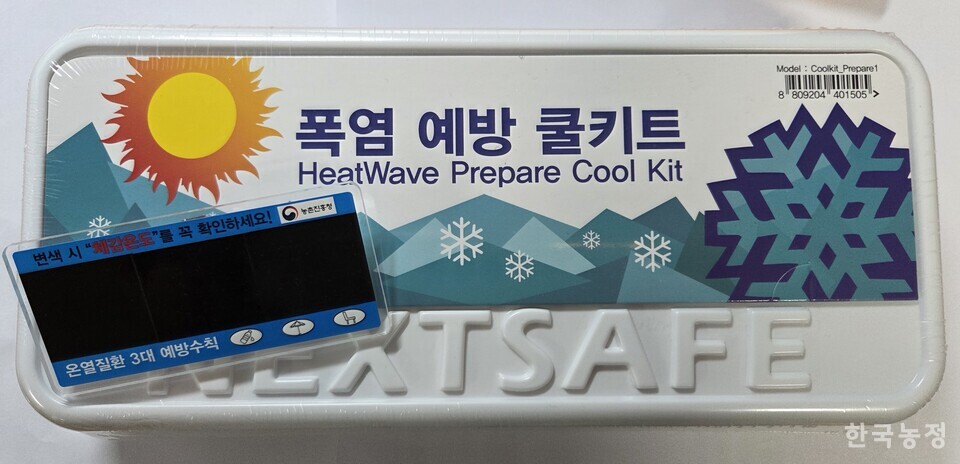 Model : Coolkit_Prepare1
8 809204 401505 >
폭염 예방 쿨키트
HeatWave Prepare Cool Kit
농촌진흥청
변색 시 "체감온도"를 꼭 확인하세요!
온열질환 3대 예방수칙
NEXTSAFE
한국농정